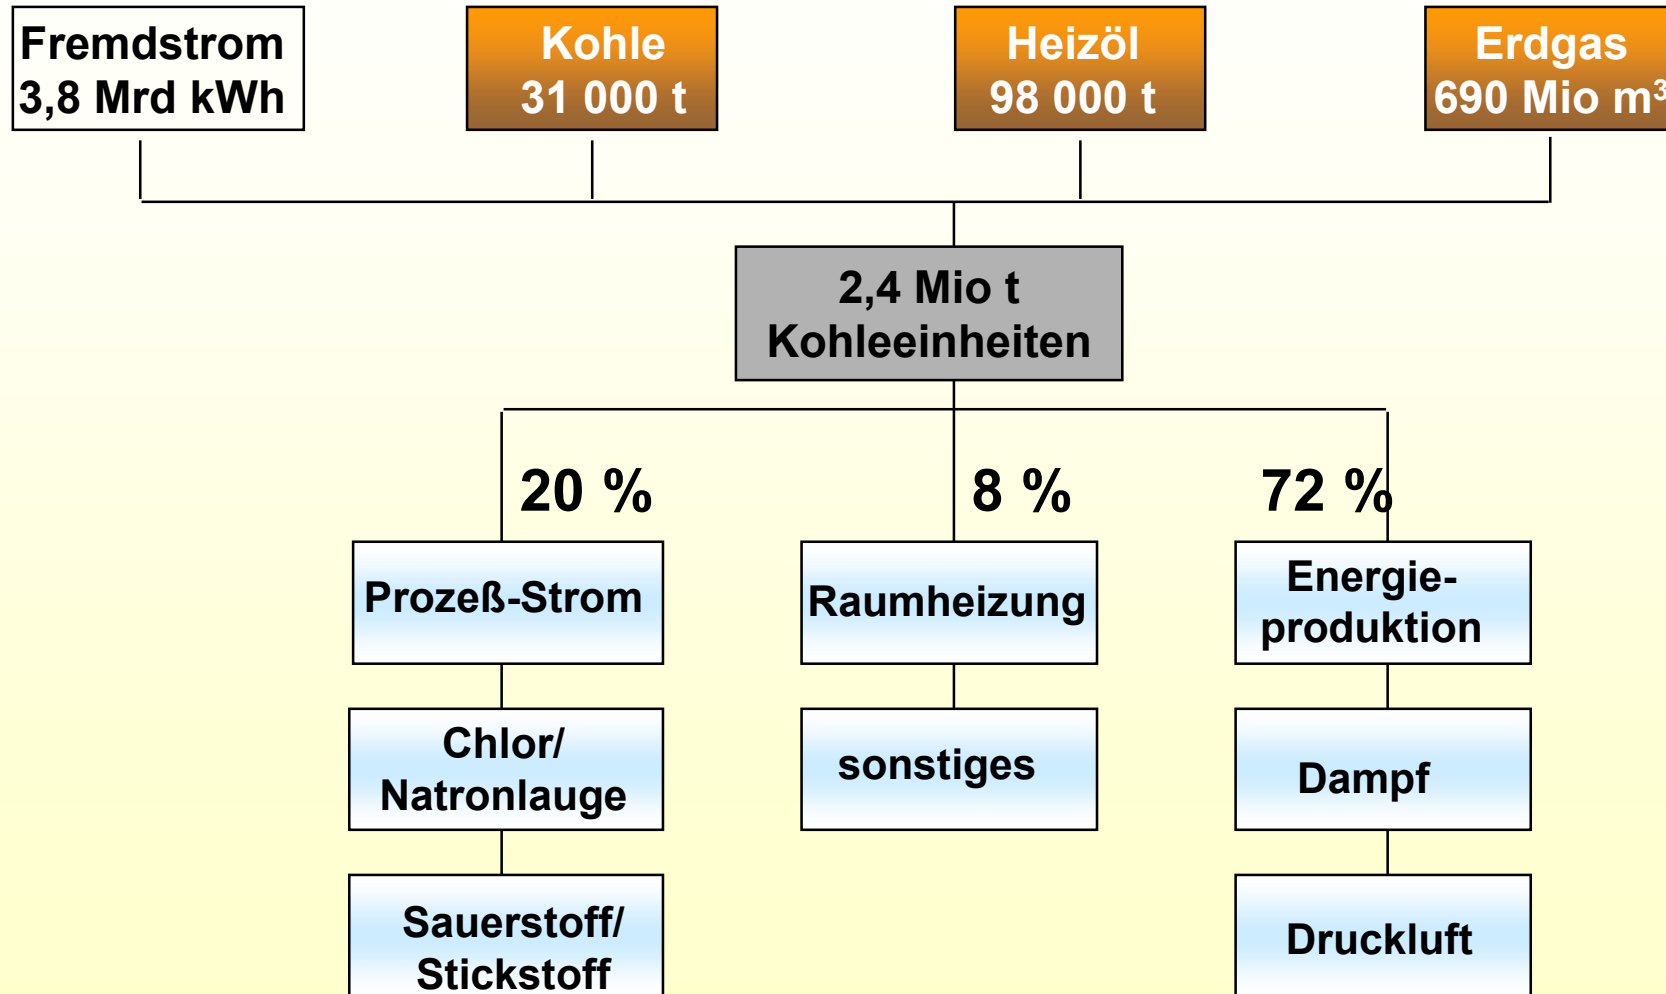 Fremdstrom
3,8 Mrd kWh
Kohle
31 000 t
Heizöl
98 000 t
Erdgas
690 Mio m³
2,4 Mio t
Kohleeinheiten
20 %
8 %
72 %
Prozeß-Strom
Raumheizung
Energie-
produktion
Chlor/
Natronlauge
sonstiges
Dampf
Sauerstoff/
Stickstoff
Druckluft